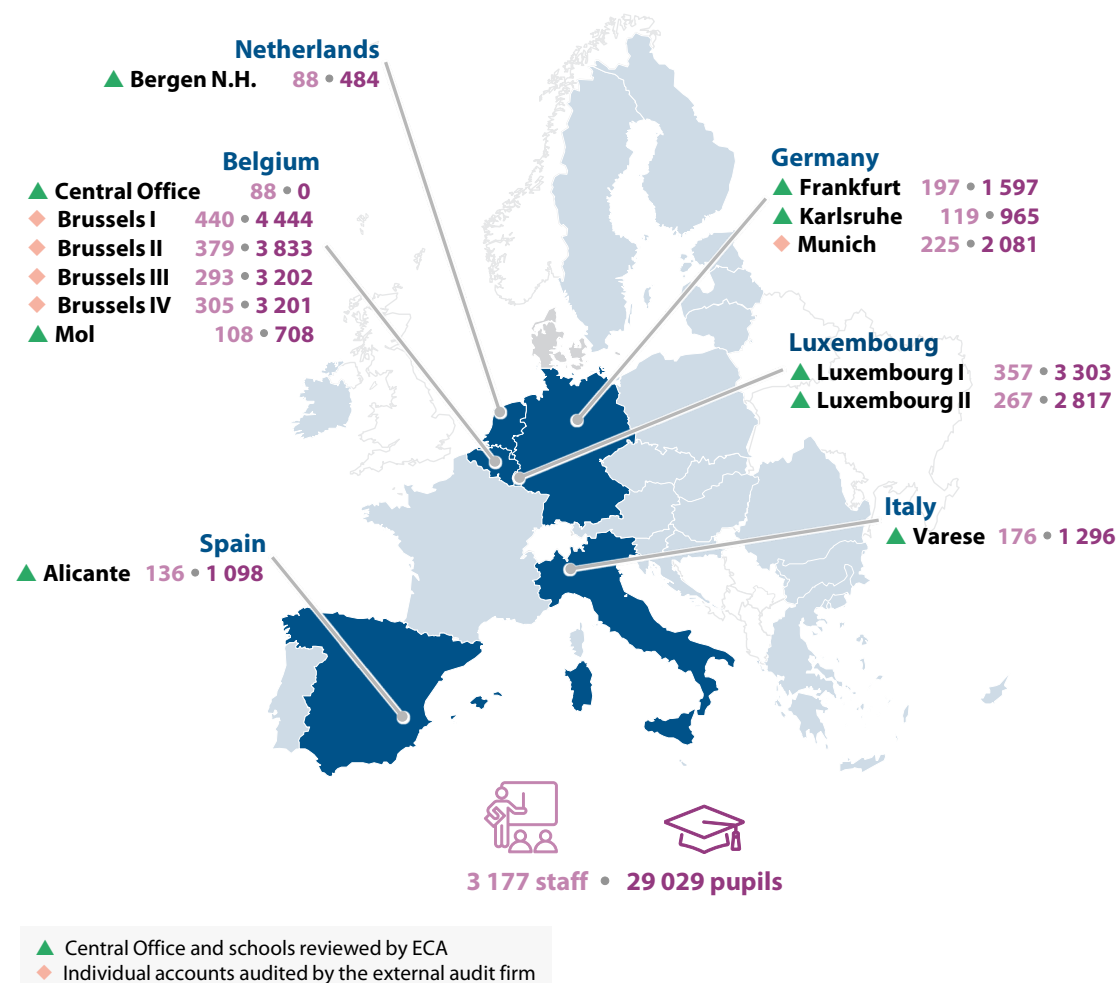 Netherlands
▲ Bergen N.H. 88 • 484
Belgium
▲ Central Office 88 • 0
◆ Brussels I 440 • 4 444
◆ Brussels II 379 • 3 833
◆ Brussels III 293 • 3 202
◆ Brussels IV 305 • 3 201
▲ Mol 108 • 708
Germany
▲ Frankfurt 197 • 1 597
▲ Karlsruhe 119 • 965
◆ Munich 225 • 2 081
Luxembourg
▲ Luxembourg I 357 • 3 303
▲ Luxembourg II 267 • 2 817
Italy
▲ Varese 176 • 1 296
Spain
▲ Alicante 136 • 1 098
3 177 staff • 29 029 pupils
▲ Central Office and schools reviewed by ECA
◆ Individual accounts audited by the external audit firm